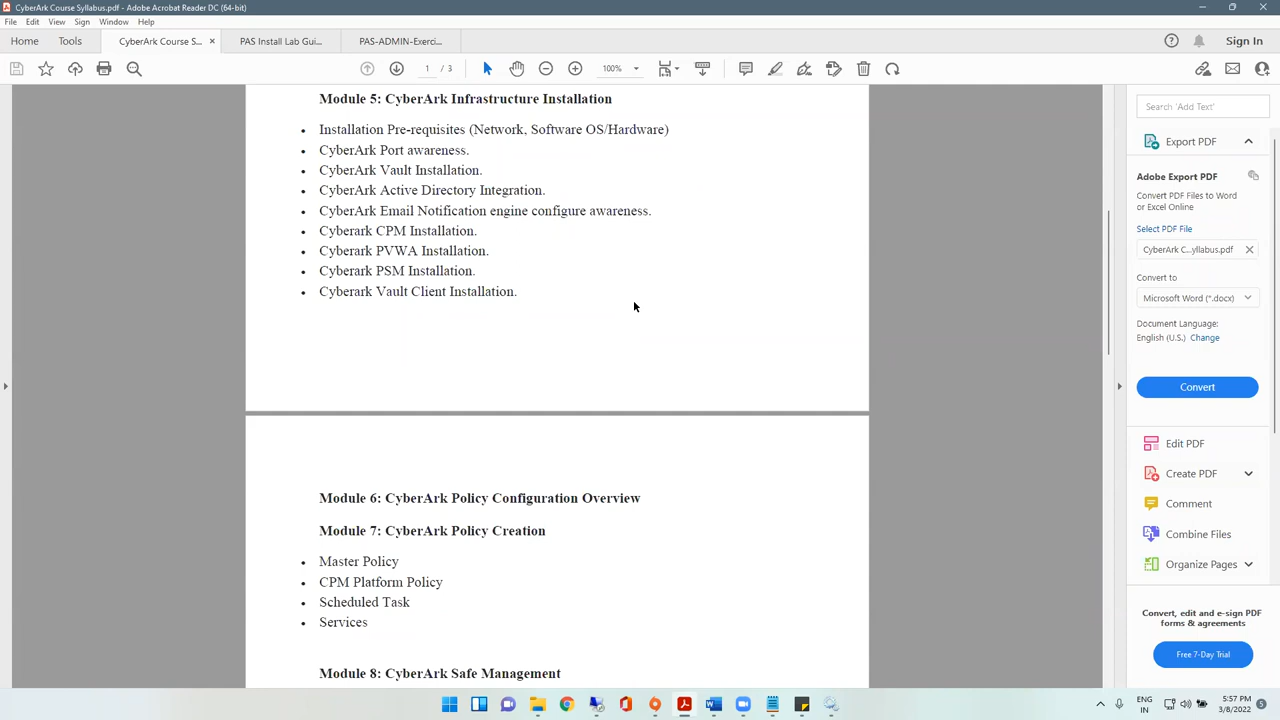 CyberArk Course Syllabus.pdf - Adobe Acrobat Reader DC (64-bit)
File Edit View Sign Window Help
Home Tools CyberArk Course S... × PAS Install Lab Gui... PAS-ADMIN-Exerci... Sign In
1 / 3 100%
Module 5: CyberArk Infrastructure Installation
• Installation Pre-requisites (Network, Software OS/Hardware)
• CyberArk Port awareness.
• CyberArk Vault Installation.
• CyberArk Active Directory Integration.
• CyberArk Email Notification engine configure awareness.
• Cyberark CPM Installation.
• Cyberark PVWA Installation.
• Cyberark PSM Installation.
• Cyberark Vault Client Installation.
Module 6: CyberArk Policy Configuration Overview
Module 7: CyberArk Policy Creation
• Master Policy
• CPM Platform Policy
• Scheduled Task
• Services
Module 8: CyberArk Safe Management
Search 'Add Text'
Export PDF
Adobe Export PDF
Convert PDF Files to Word
or Excel Online
Select PDF File
CyberArk C...yllabus.pdf
Convert to
Microsoft Word (*.docx)
Document Language:
English (U.S.) Change
Convert
Edit PDF
Create PDF
Comment
Combine Files
Organize Pages
Convert, edit and e-sign PDF
forms & agreements
Free 7-Day Trial
ENG
IN
5:57 PM
3/8/2022
5